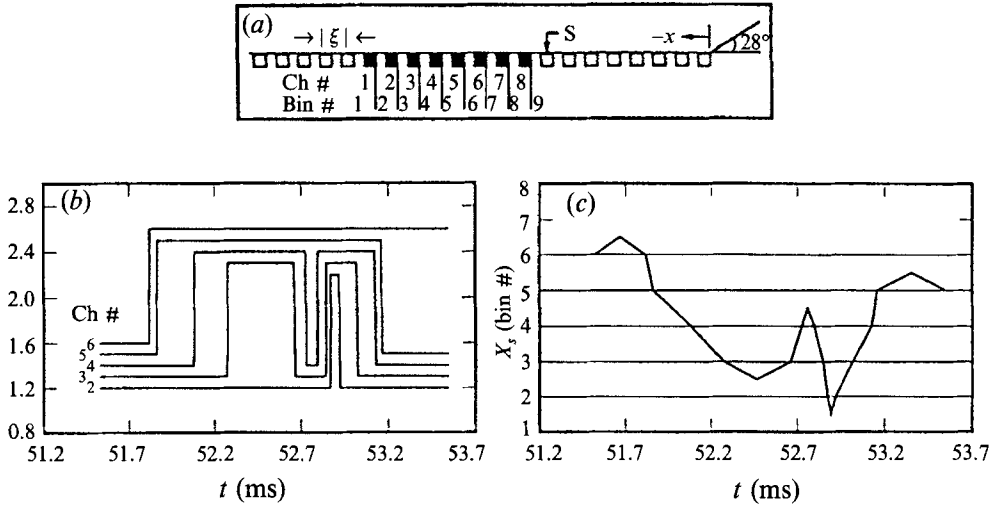 (a)
→ | ξ | ←
S
−x
28°
Ch # 1 2 3 4 5 6 7 8
Bin # 1 2 3 4 5 6 7 8 9
(b)
2.8
2.4
2.0
1.6
1.2
0.8
Ch #
6
5
4
3
2
51.2 51.7 52.2 52.7 53.2 53.7
t (ms)
(c)
X_s (bin #)
8
7
6
5
4
3
2
1
51.2 51.7 52.2 52.7 53.2 53.7
t (ms)